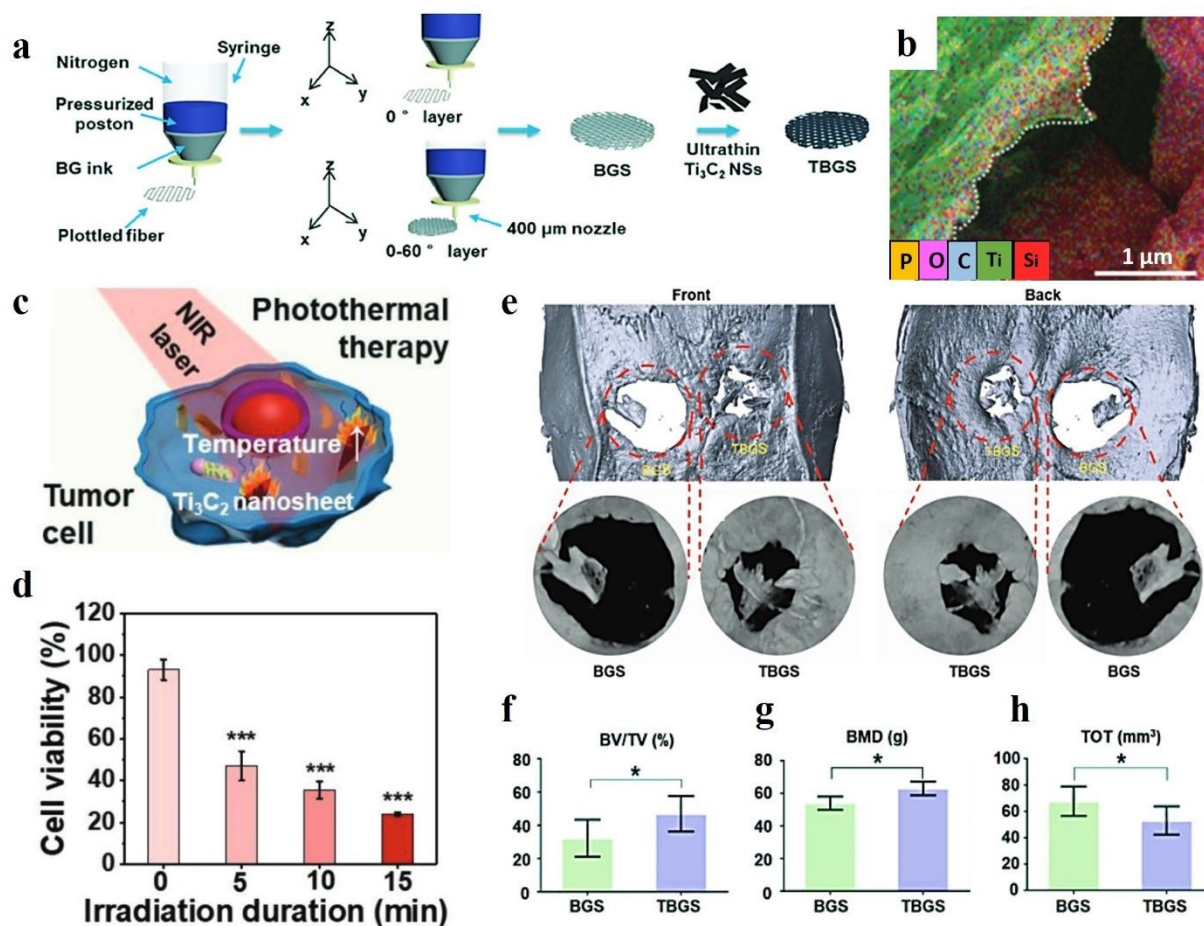 a
Nitrogen
Syringe
Pressurized
poston
BG ink
Plottled fiber
z
x
y
0 ° layer
z
x
y
0-60 ° layer
400 µm nozzle
BGS
Ultrathin
Ti₃C₂ NSs
TBGS
b
P O C Ti Si
1 µm
c
NIR
laser
Photothermal
therapy
Temperature ↑
Ti₃C₂ nanosheet
Tumor
cell
d
Cell viability (%)
120
100
80
60
40
20
0
***
***
***
0 5 10 15
Irradiation duration (min)
e
Front
Back
BGS
TBGS
TBGS
BGS
BGS
TBGS
TBGS
BGS
f
BV/TV (%)
80
60
40
20
0
*
BGS TBGS
g
BMD (g)
80
60
40
20
0
*
BGS TBGS
h
TOT (mm³)
100
80
60
40
20
0
*
BGS TBGS